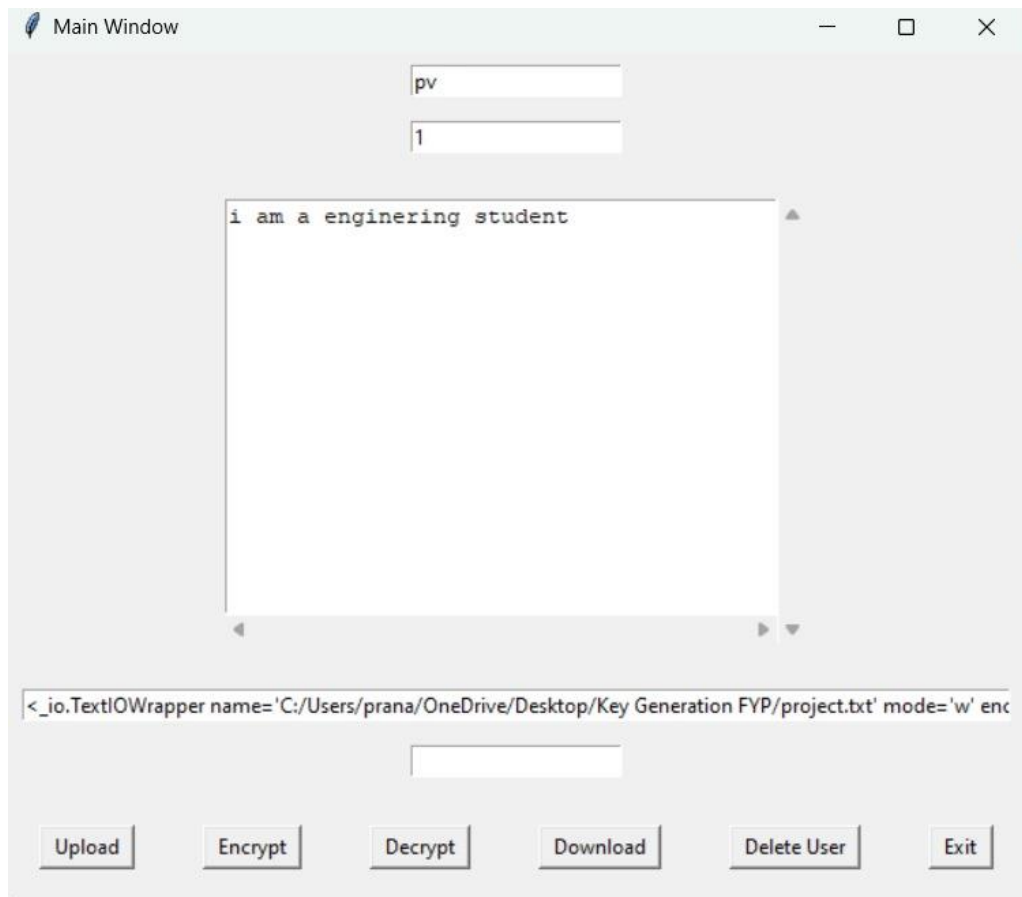 Main Window
pv
1
i am a enginering student
<_io.TextIOWrapper name='C:/Users/prana/OneDrive/Desktop/Key Generation FYP/project.txt' mode='w' enc
Upload Encrypt Decrypt Download Delete User Exit